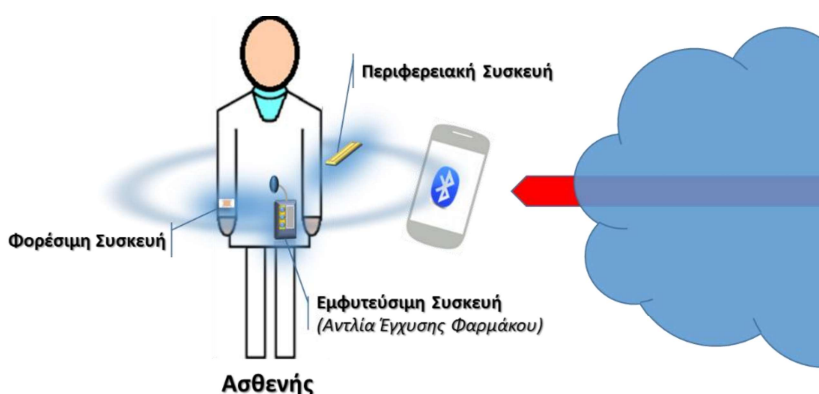 Περιφερειακή Συσκευή
Φορέσιμη Συσκευή
Εμφυτεύσιμη Συσκευή
(Αντλία Έγχυσης Φαρμάκου)
Ασθενής